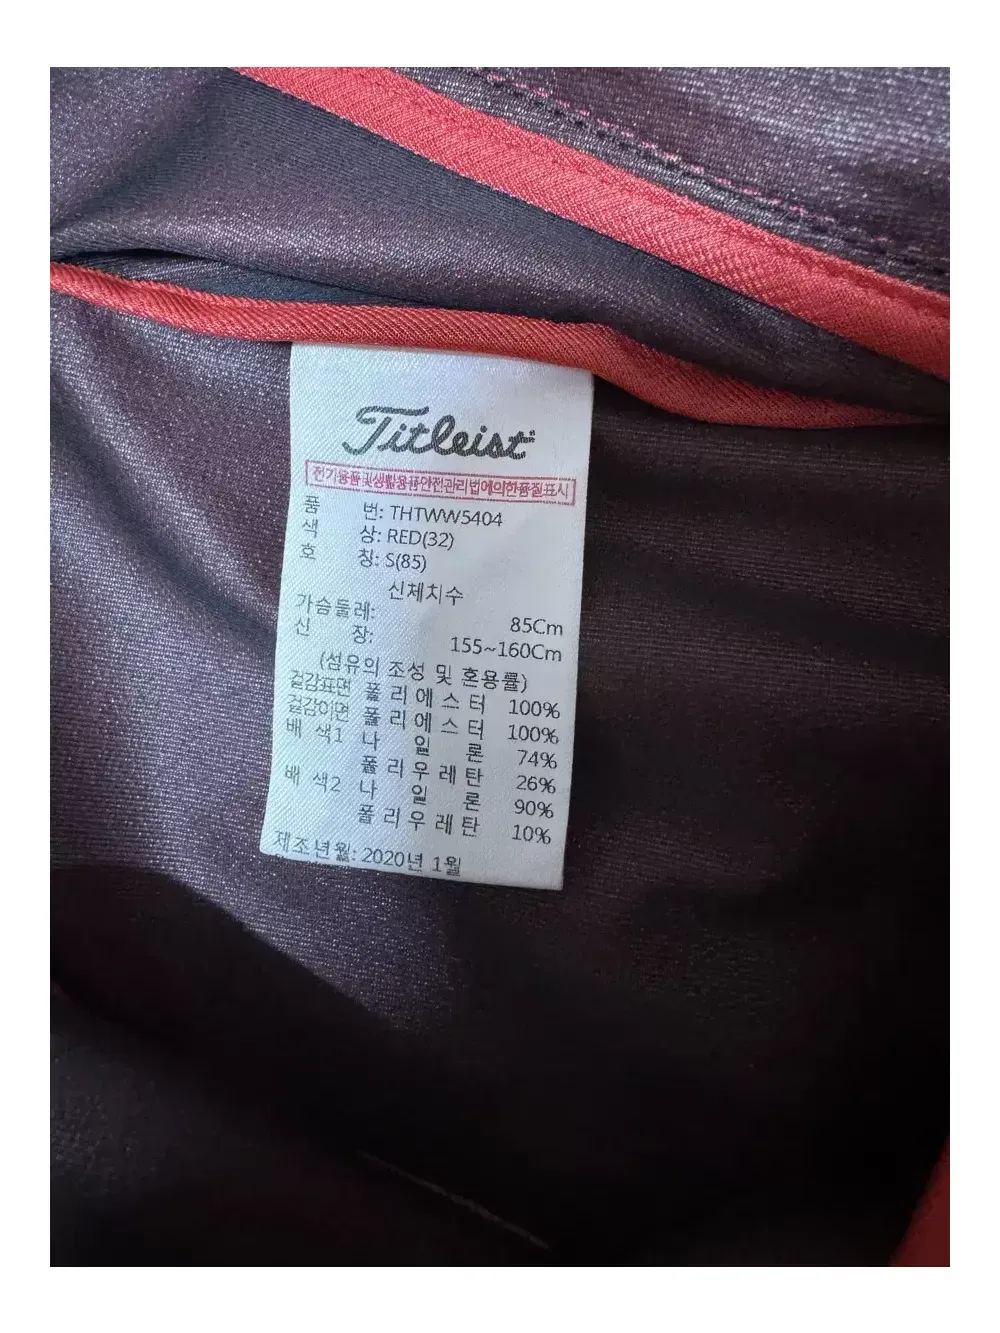 Titleist
전기용품및생활용품안전관리법에의한품질표시
품 번: THTWW5404
색 상: RED(32)
호 칭: S(85)
신체치수
가슴둘레: 85Cm
신 장: 155~160Cm
(섬유의 조성 및 혼용률)
겉감표면 폴리에스터 100%
겉감이면 폴리에스터 100%
배 색1 나 일 론 74%
폴리우레탄 26%
배 색2 나 일 론 90%
폴리우레탄 10%
제조년월: 2020년 1월